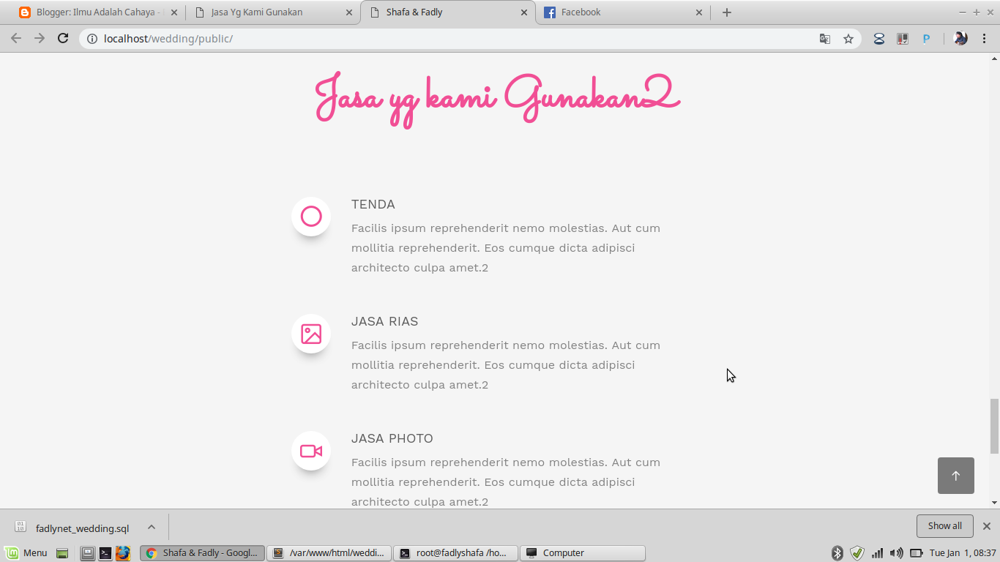 Blogger: Ilmu Adalah Cahaya -
Jasa Yg Kami Gunakan
Shafa & Fadly
Facebook
localhost/wedding/public/
Jasa yg kami Gunakan2
TENDA
Facilis ipsum reprehenderit nemo molestias. Aut cum
mollitia reprehenderit. Eos cumque dicta adipisci
architecto culpa amet.2
JASA RIAS
Facilis ipsum reprehenderit nemo molestias. Aut cum
mollitia reprehenderit. Eos cumque dicta adipisci
architecto culpa amet.2
JASA PHOTO
Facilis ipsum reprehenderit nemo molestias. Aut cum
mollitia reprehenderit. Eos cumque dicta adipisci
architecto culpa amet.2
fadlynet_wedding.sql
Show all
Menu
Shafa & Fadly - Googl...
/var/www/html/weddi...
root@fadlyshafa /ho...
Computer
Tue Jan 1, 08:37